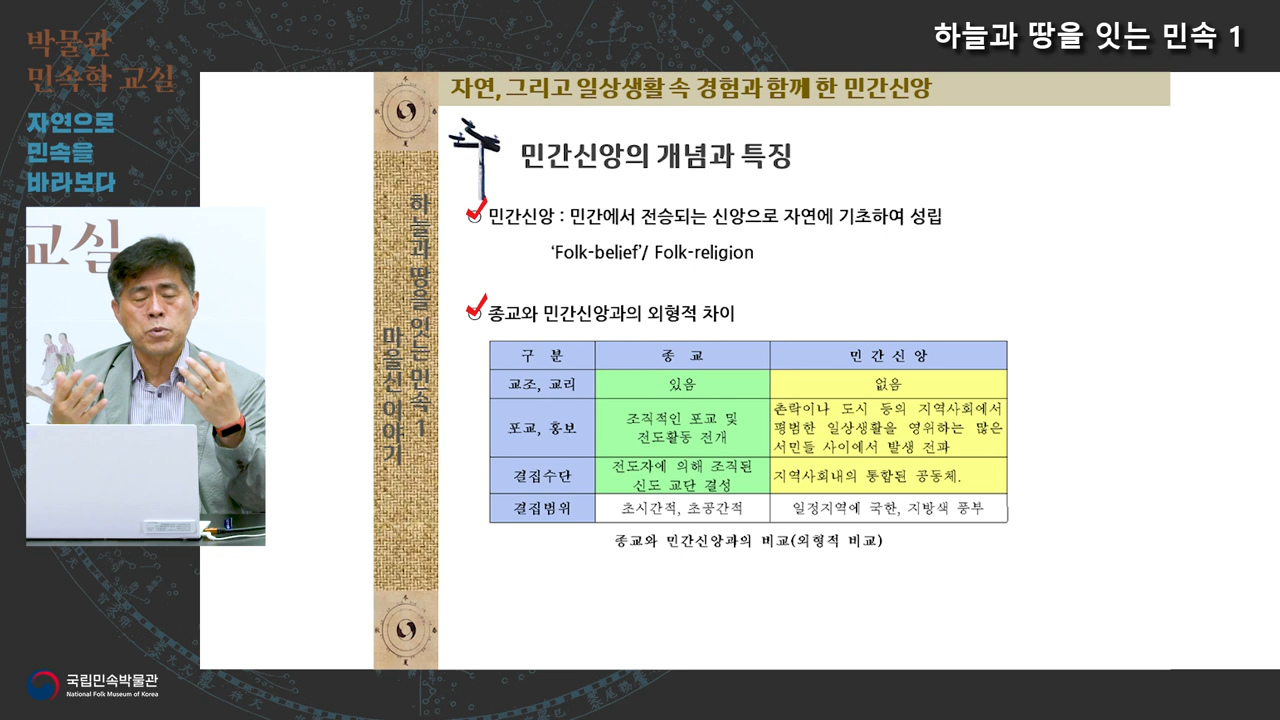 하늘과 땅을 잇는 민속 1
박물관
민속학 교실
자연으로
민속을
바라보다
교실
하늘과 땅을 잇는 민속 1
마을신 이야기
자연, 그리고 일상생활 속 경험과 함께 한 민간신앙
민간신앙의 개념과 특징
민간신앙 : 민간에서 전승되는 신앙으로 자연에 기초하여 성립
‘Folk-belief’/ Folk-religion
종교와 민간신앙과의 외형적 차이
구 분 종 교 민 간 신 앙
교조, 교리 있음 없음
포교, 홍보 조직적인 포교 및 전도활동 전개 촌락이나 도시 등의 지역사회에서 평범한 일상생활을 영위하는 많은 서민들 사이에서 발생 전파
결집수단 전도자에 의해 조직된 신도 교단 결성 지역사회내의 통합된 공동체.
결집범위 초시간적, 초공간적 일정지역에 국한, 지방색 풍부
종교와 민간신앙과의 비교(외형적 비교)
국립민속박물관
National Folk Museum of Korea